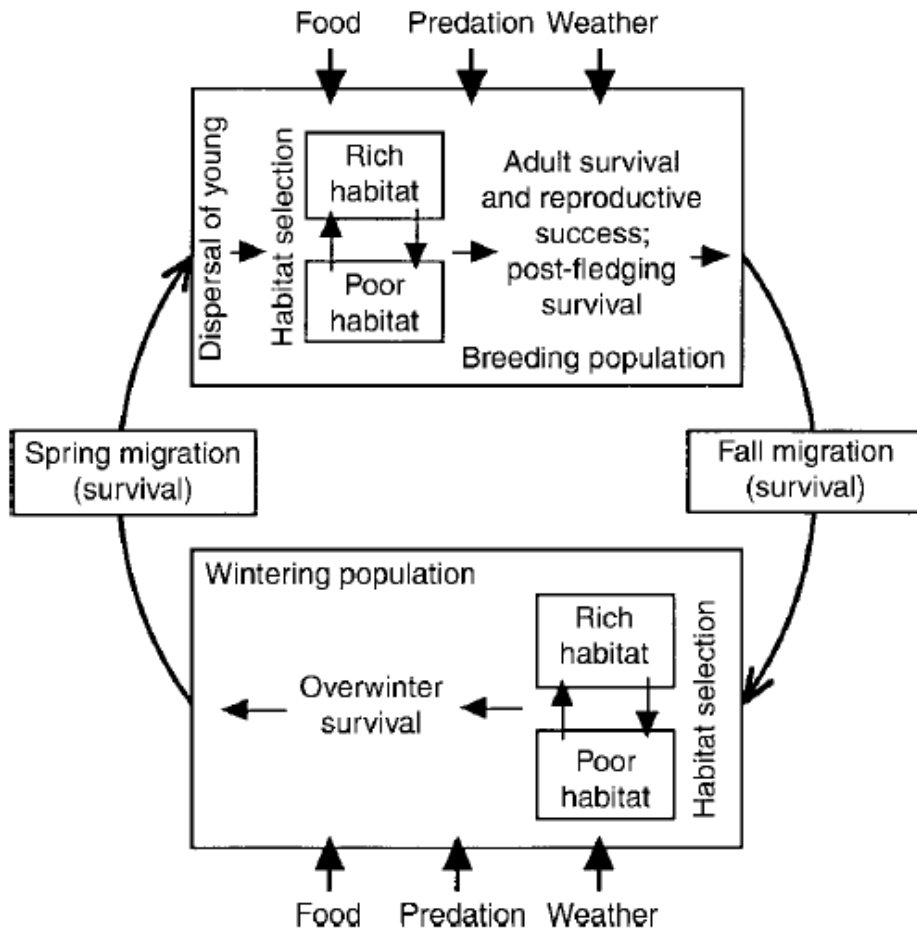 Food Predation Weather
Dispersal of young
Habitat selection
Rich
habitat
Poor
habitat
Adult survival
and reproductive
success;
post-fledging
survival
Breeding population
Spring migration
(survival)
Fall migration
(survival)
Wintering population
Overwinter
survival
Rich
habitat
Poor
habitat
Habitat selection
Food Predation Weather